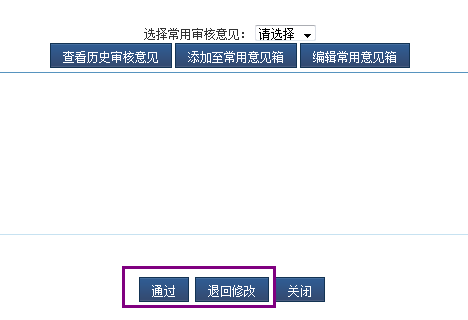 选择常用审核意见： 请选择
查看历史审核意见 添加至常用意见箱 编辑常用意见箱
通过 退回修改 关闭